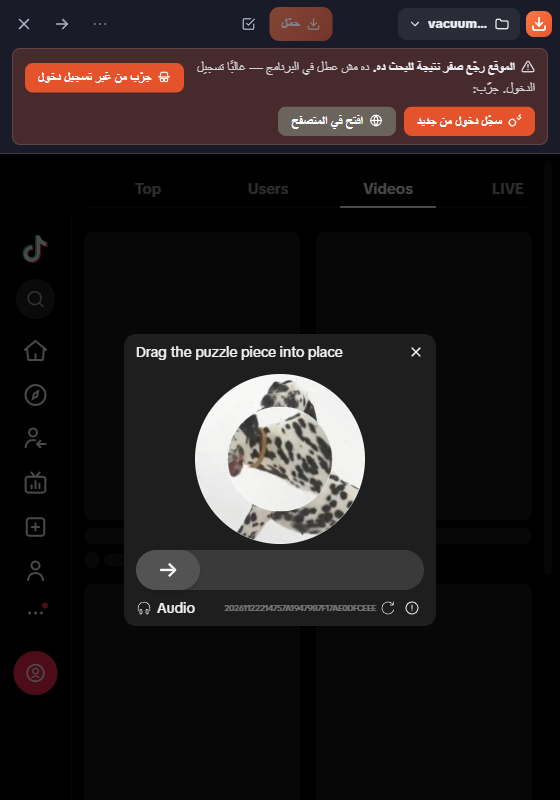 حمّل
vacuum...
الموقع رجّع صفر نتيجة للبحث ده. ده مش عطل في البرنامج — غالبًا تسجيل
الدخول. جرّب:
جرّب من غير تسجيل دخول
سجّل دخول من جديد
افتح في المتصفح
Top
Users
Videos
LIVE
Drag the puzzle piece into place
Audio